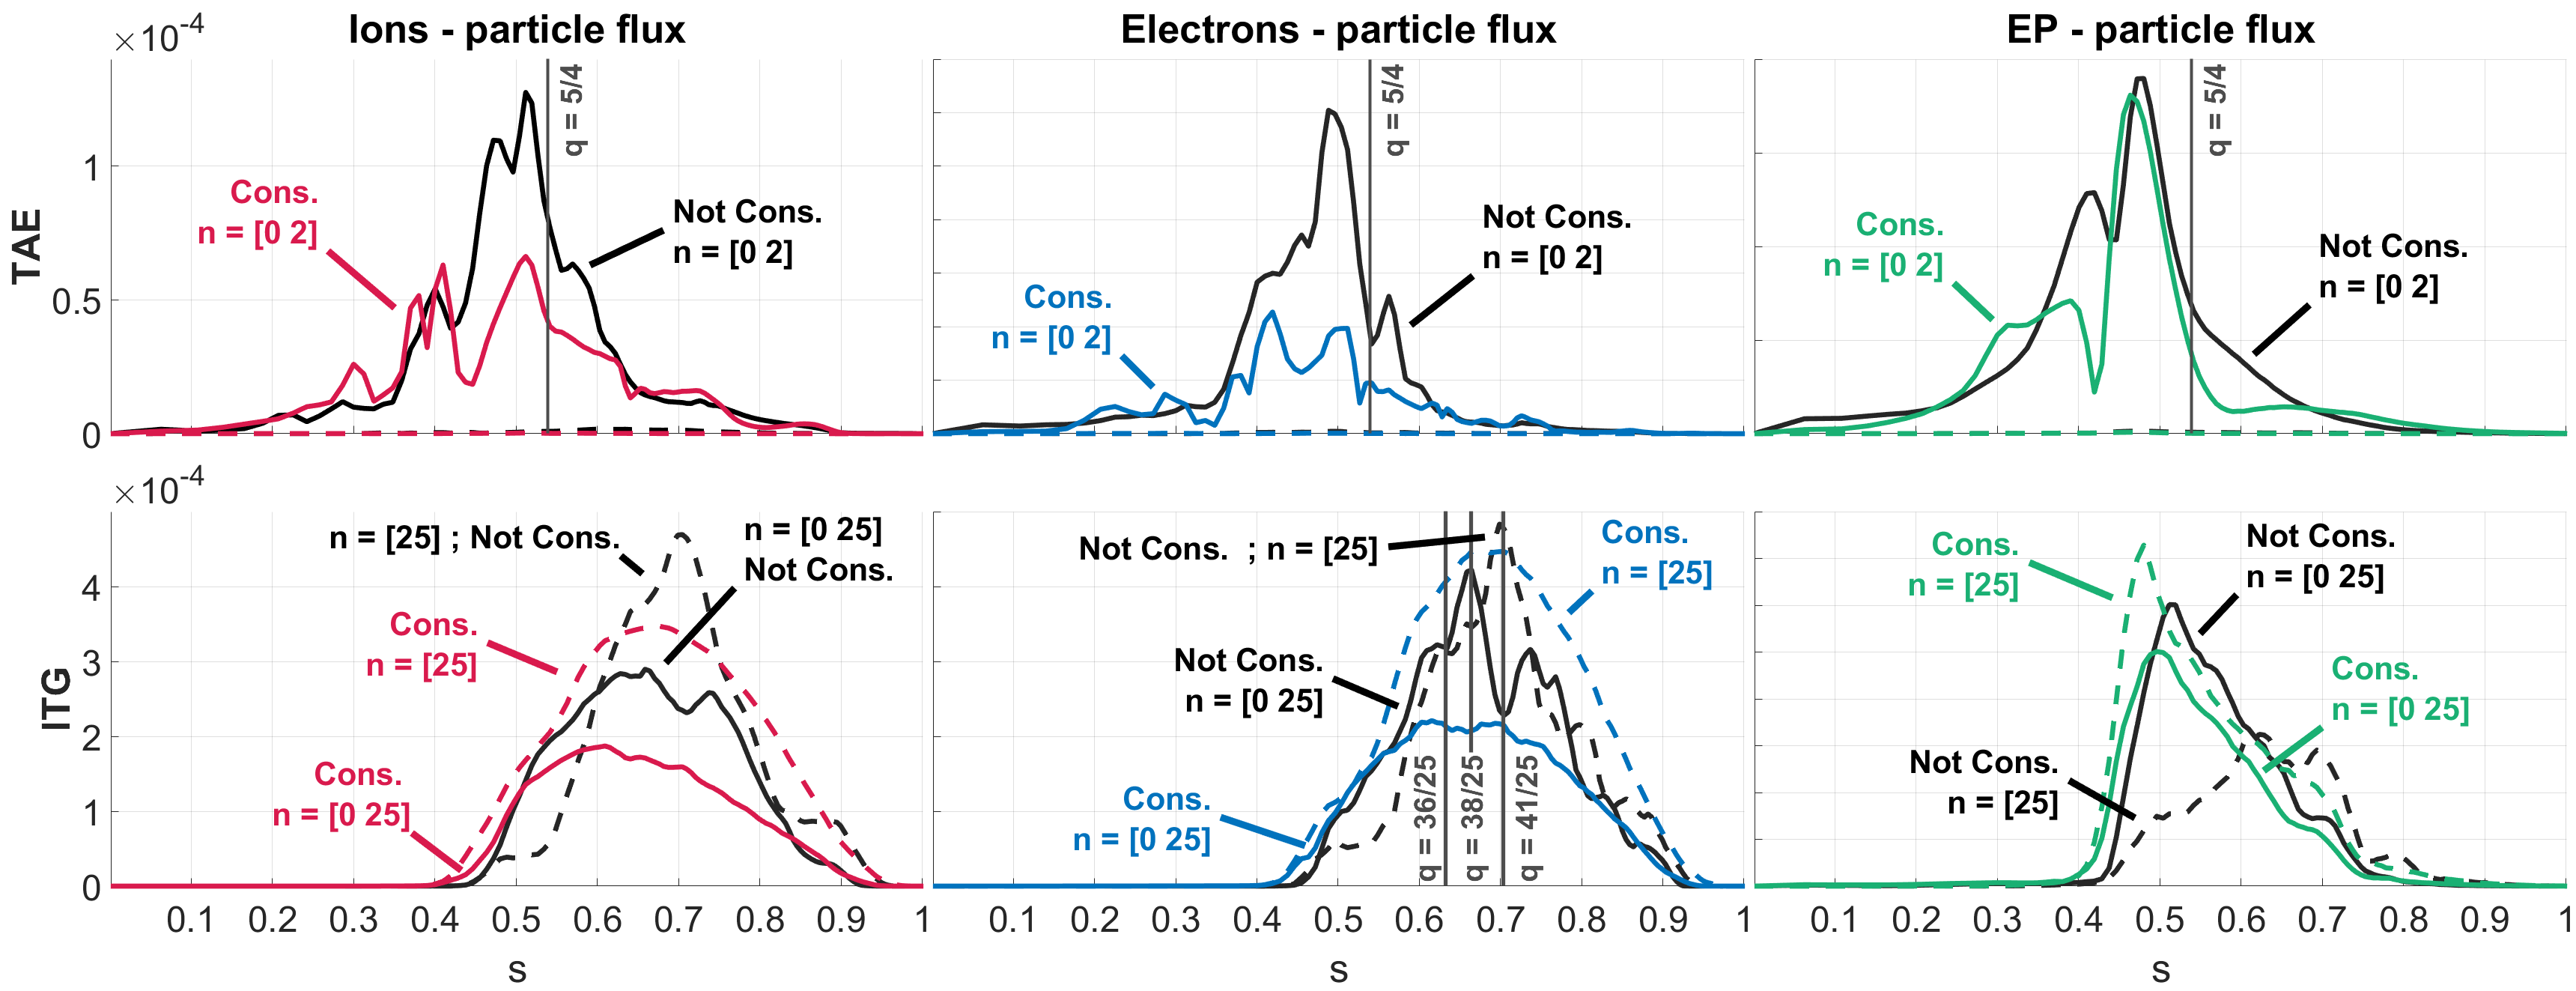 Ions - particle flux
Electrons - particle flux
EP - particle flux
×10⁻⁴
TAE
1
0.5
0
Cons.
n = [0 2]
q = 5/4
Not Cons.
n = [0 2]
Cons.
n = [0 2]
q = 5/4
Not Cons.
n = [0 2]
Cons.
n = [0 2]
q = 5/4
Not Cons.
n = [0 2]
×10⁻⁴
ITG
4
3
2
1
0
n = [25] ; Not Cons.
n = [0 25]
Not Cons.
Cons.
n = [25]
Cons.
n = [0 25]
Not Cons. ; n = [25]
Cons.
n = [25]
Not Cons.
n = [0 25]
Cons.
n = [0 25]
q = 36/25
q = 38/25
q = 41/25
Cons.
n = [25]
Not Cons.
n = [0 25]
Cons.
n = [0 25]
Not Cons.
n = [25]
0.1 0.2 0.3 0.4 0.5 0.6 0.7 0.8 0.9 1
0.1 0.2 0.3 0.4 0.5 0.6 0.7 0.8 0.9 1
0.1 0.2 0.3 0.4 0.5 0.6 0.7 0.8 0.9 1
s
s
s